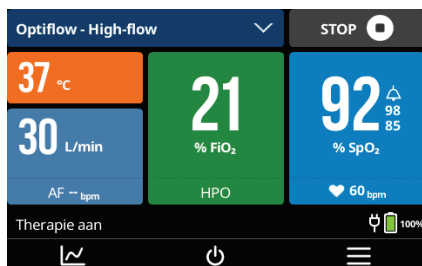 Optiflow - High-flow
STOP
37 °C
30 L/min
AF -- bpm
21
% FiO₂
HPO
92
98
85
% SpO₂
60 bpm
Therapie aan
100%